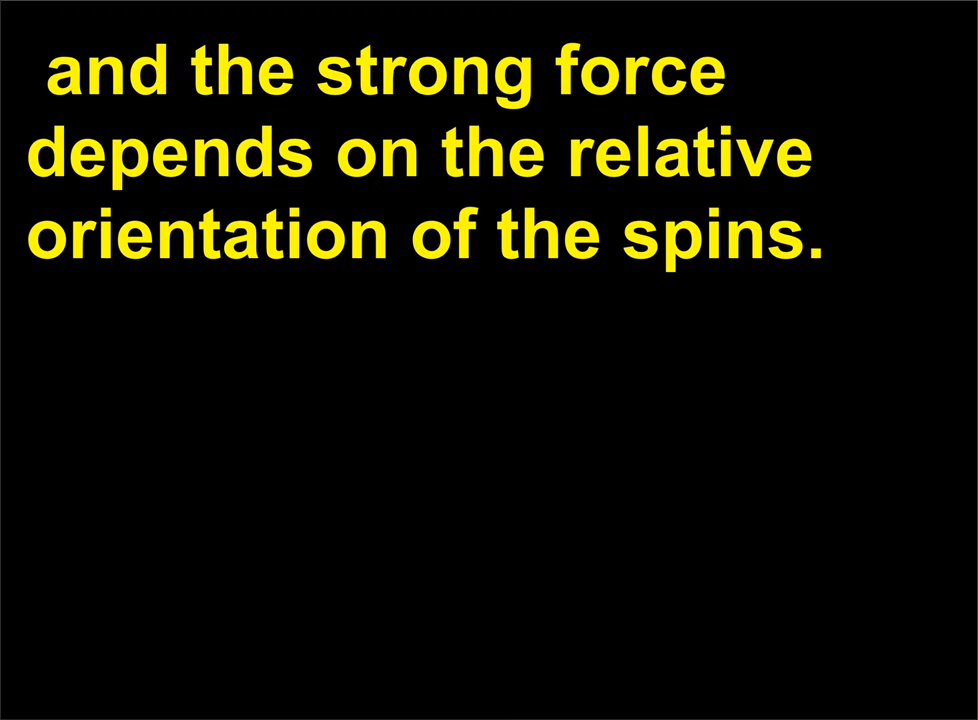 and the strong force
depends on the relative
orientation of the spins.